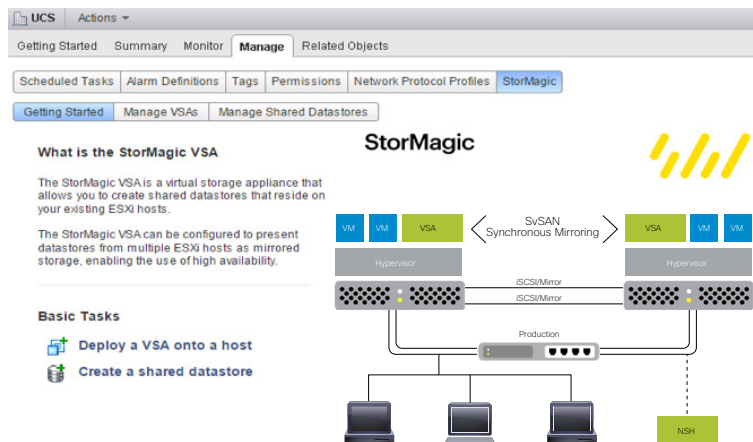 UCS Actions
Getting Started Summary Monitor Manage Related Objects
Scheduled Tasks Alarm Definitions Tags Permissions Network Protocol Profiles StorMagic
Getting Started Manage VSAs Manage Shared Datastores
What is the StorMagic VSA
The StorMagic VSA is a virtual storage appliance that
allows you to create shared datastores that reside on
your existing ESXi hosts.
The StorMagic VSA can be configured to present
datastores from multiple ESXi hosts as mirrored
storage, enabling the use of high availability.
Basic Tasks
Deploy a VSA onto a host
Create a shared datastore
StorMagic
VM VM VSA
SvSAN
Synchronous Mirroring
VSA VM VM
Hypervisor
Hypervisor
iSCSI/Mirror
iSCSI/Mirror
Production
NSH